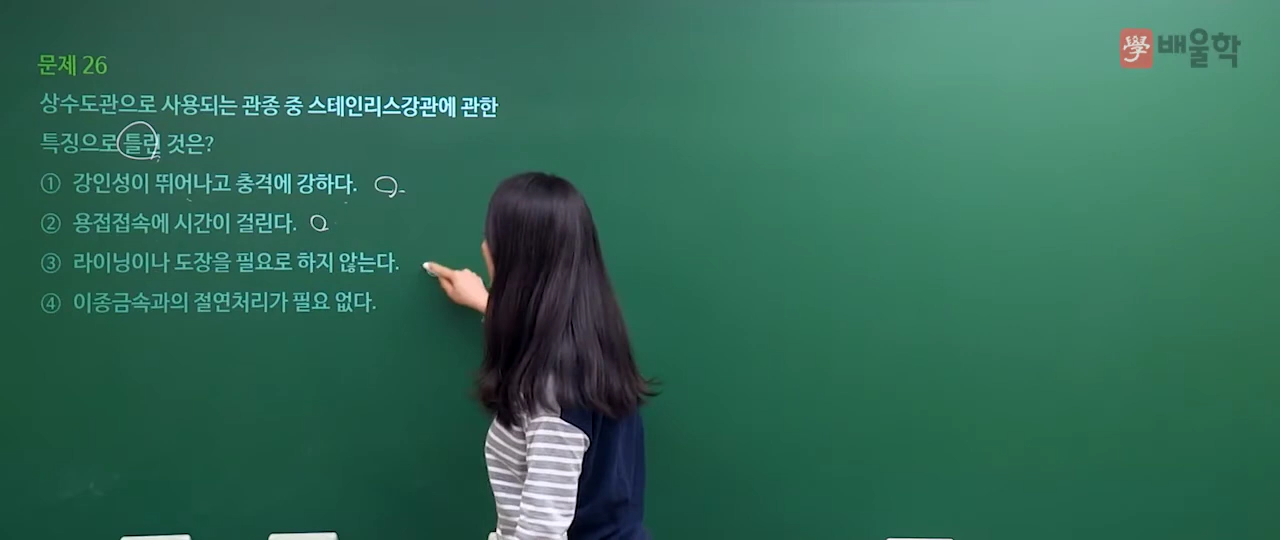 學 배울학
문제 26
상수도관으로 사용되는 관종 중 스테인리스강관에 관한
특징으로 틀린 것은?
① 강인성이 뛰어나고 충격에 강하다.
② 용접접속에 시간이 걸린다.
③ 라이닝이나 도장을 필요로 하지 않는다.
④ 이종금속과의 절연처리가 필요 없다.